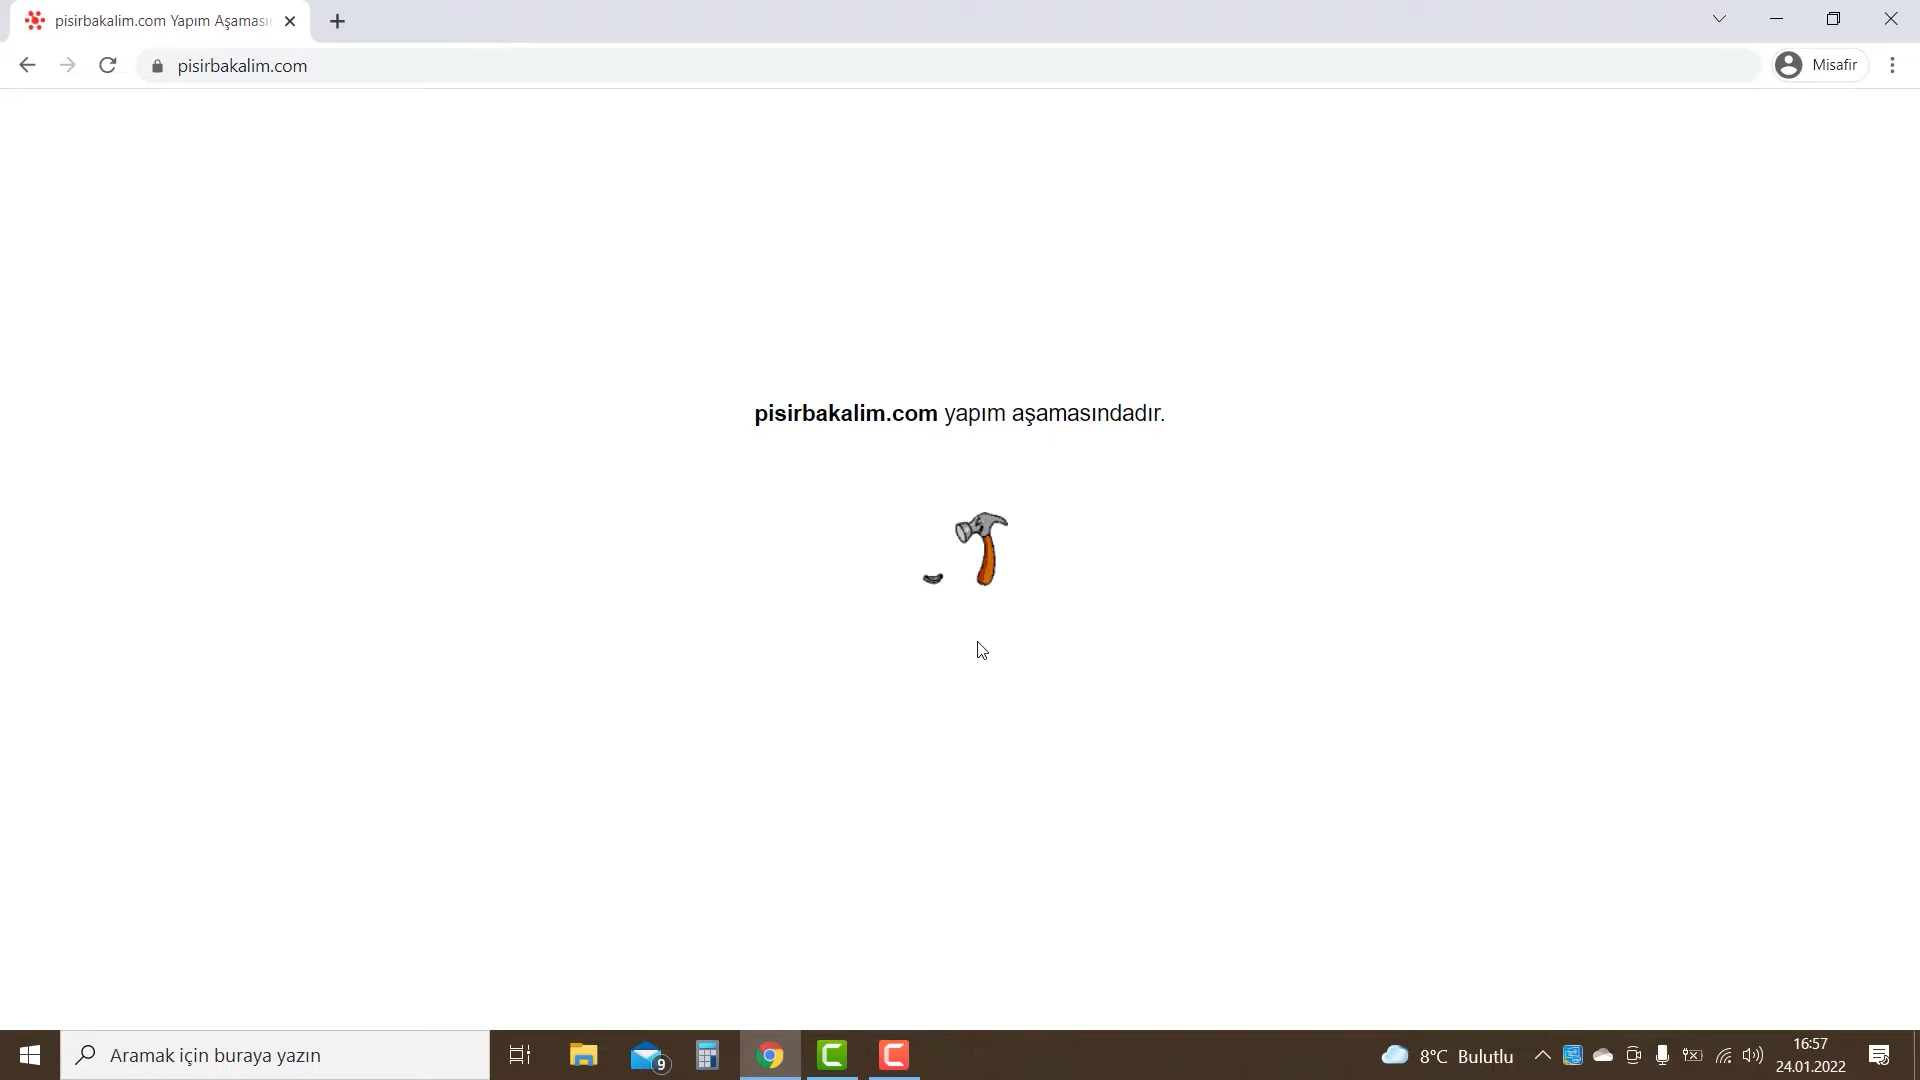 pisirbakalim.com Yapım Aşaması
pisirbakalim.com
Misafir
pisirbakalim.com yapım aşamasındadır.
Aramak için buraya yazın
9
8°C Bulutlu
16:57
24.01.2022